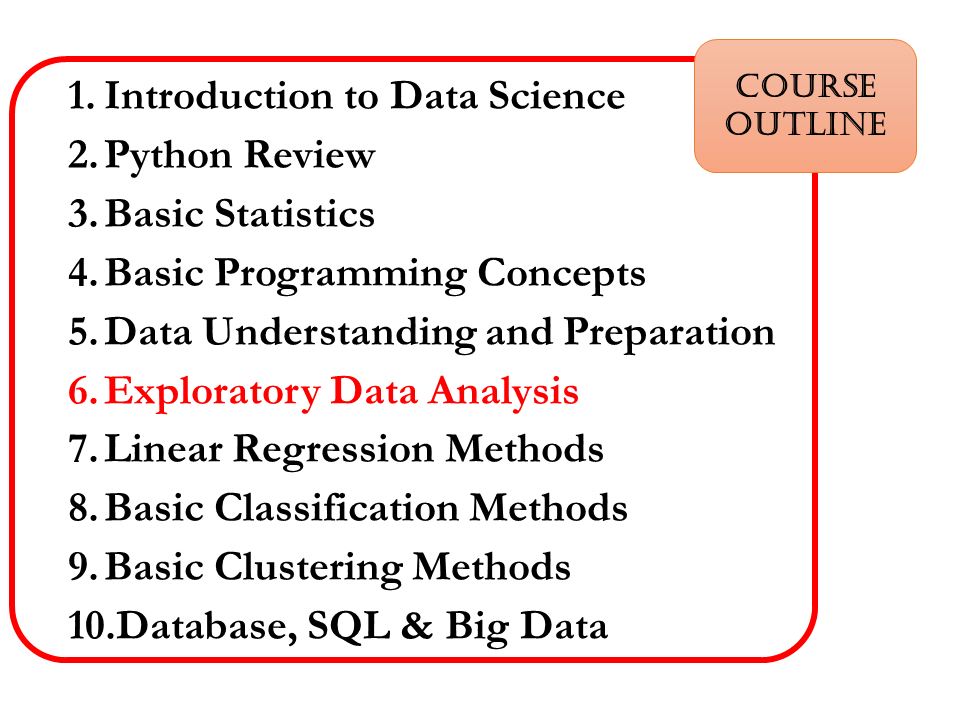 COURSE
OUTLINE
1. Introduction to Data Science
2. Python Review
3. Basic Statistics
4. Basic Programming Concepts
5. Data Understanding and Preparation
6. Exploratory Data Analysis
7. Linear Regression Methods
8. Basic Classification Methods
9. Basic Clustering Methods
10.Database, SQL & Big Data